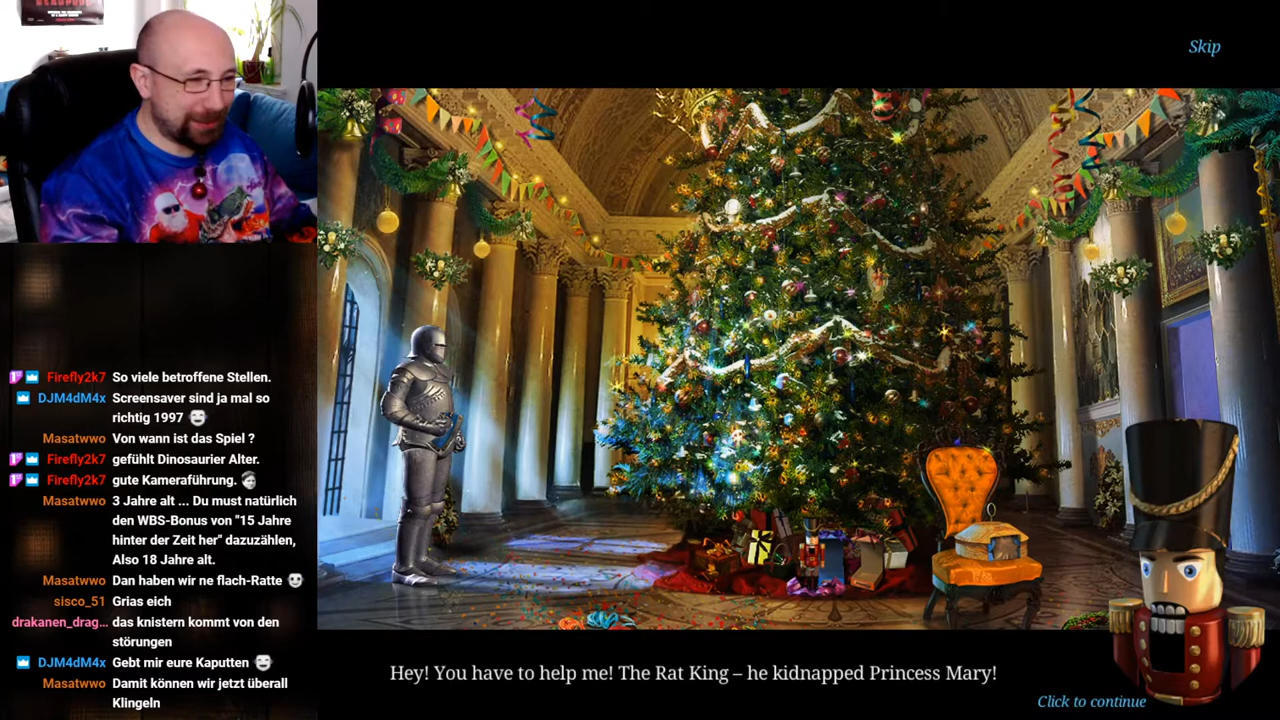 Skip
Firefly2k7 So viele betroffene Stellen.
DJM4dM4x Screensaver sind ja mal so
richtig 1997
Masatwwo Von wann ist das Spiel ?
Firefly2k7 gefühlt Dinosaurier Alter.
Firefly2k7 gute Kameraführung.
Masatwwo 3 Jahre alt ... Du must natürlich
den WBS-Bonus von "15 Jahre
hinter der Zeit her" dazuzählen,
Also 18 Jahre alt.
Masatwwo Dan haben wir ne flach-Ratte
sisco_51 Grias eich
drakanen_drag... das knistern kommt von den
störungen
DJM4dM4x Gebt mir eure Kaputten
Masatwwo Damit können wir jetzt überall
Klingeln
Hey! You have to help me! The Rat King – he kidnapped Princess Mary!
Click to continue